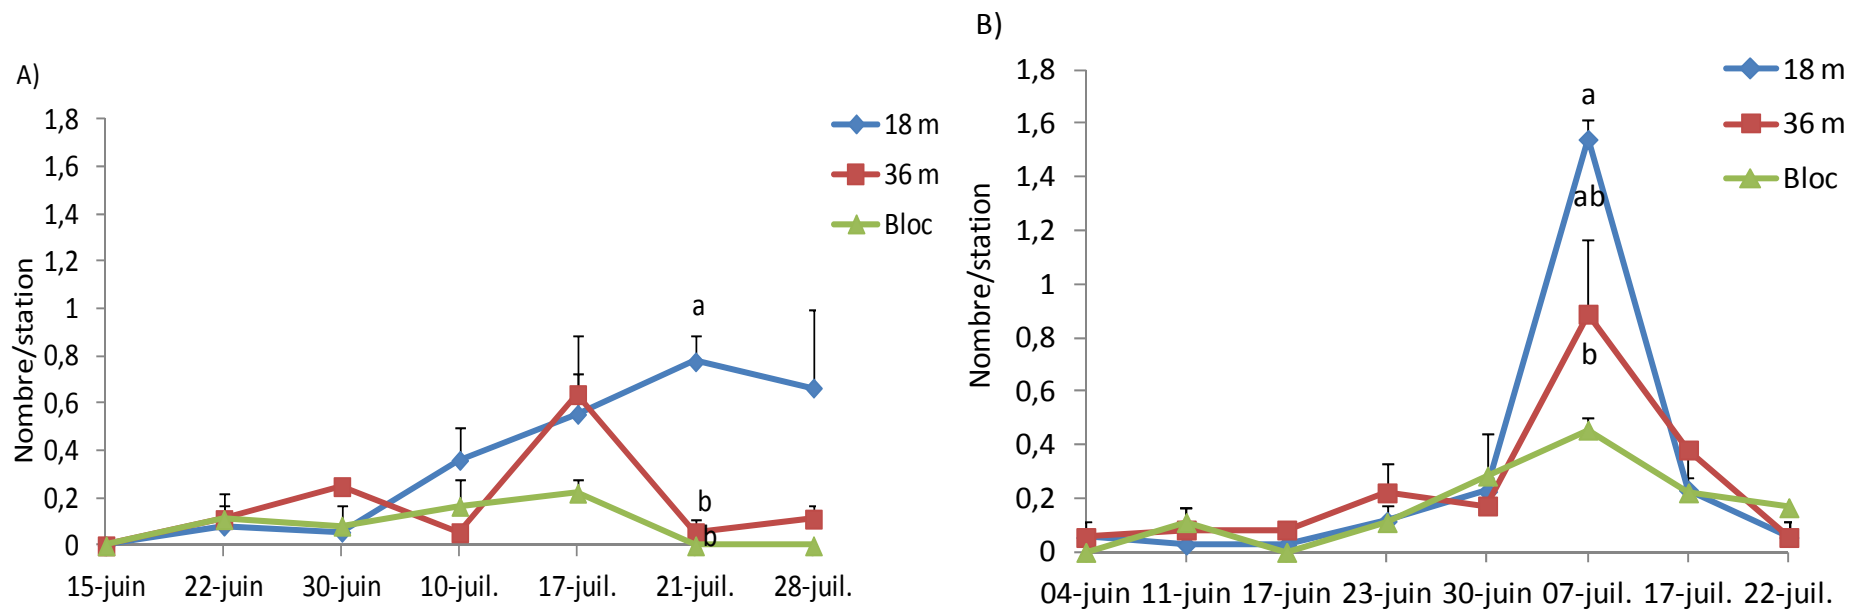 A)
1,8
1,6
1,4
1,2
1
0,8
0,6
0,4
0,2
0
Nombre/station
a
b
b
15-juin 22-juin 30-juin 10-juil. 17-juil. 21-juil. 28-juil.
18 m
36 m
Bloc
B)
1,8
1,6
1,4
1,2
1
0,8
0,6
0,4
0,2
0
Nombre/station
a
ab
b
04-juin 11-juin 17-juin 23-juin 30-juin 07-juil. 17-juil. 22-juil.
18 m
36 m
Bloc